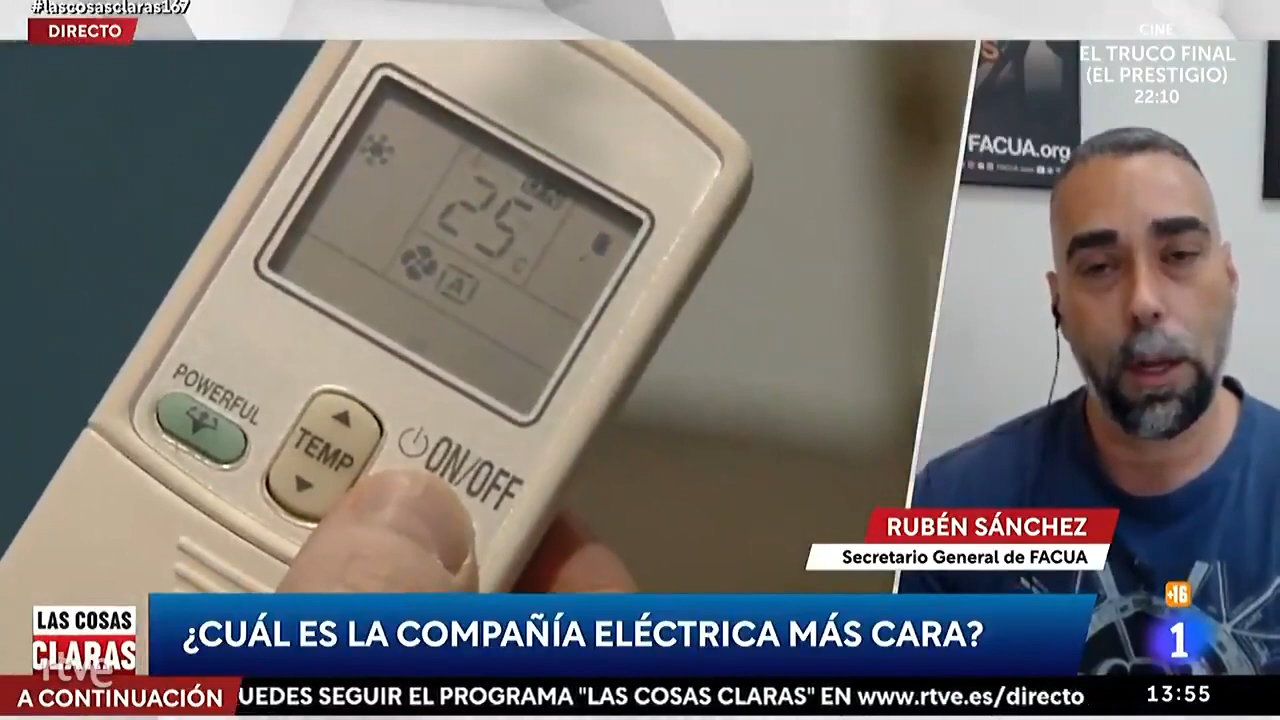 #lascosasclaras167
DIRECTO
CINE
EL TRUCO FINAL
(EL PRESTIGIO)
22:10
FACUA.org
25
c
A
POWERFUL
TEMP
ON/OFF
RUBÉN SÁNCHEZ
Secretario General de FACUA
+16
LAS COSAS
CLARAS
rtve
¿CUÁL ES LA COMPAÑÍA ELÉCTRICA MÁS CARA?
1
A CONTINUACIÓN
UEDES SEGUIR EL PROGRAMA "LAS COSAS CLARAS" EN www.rtve.es/directo
13:55